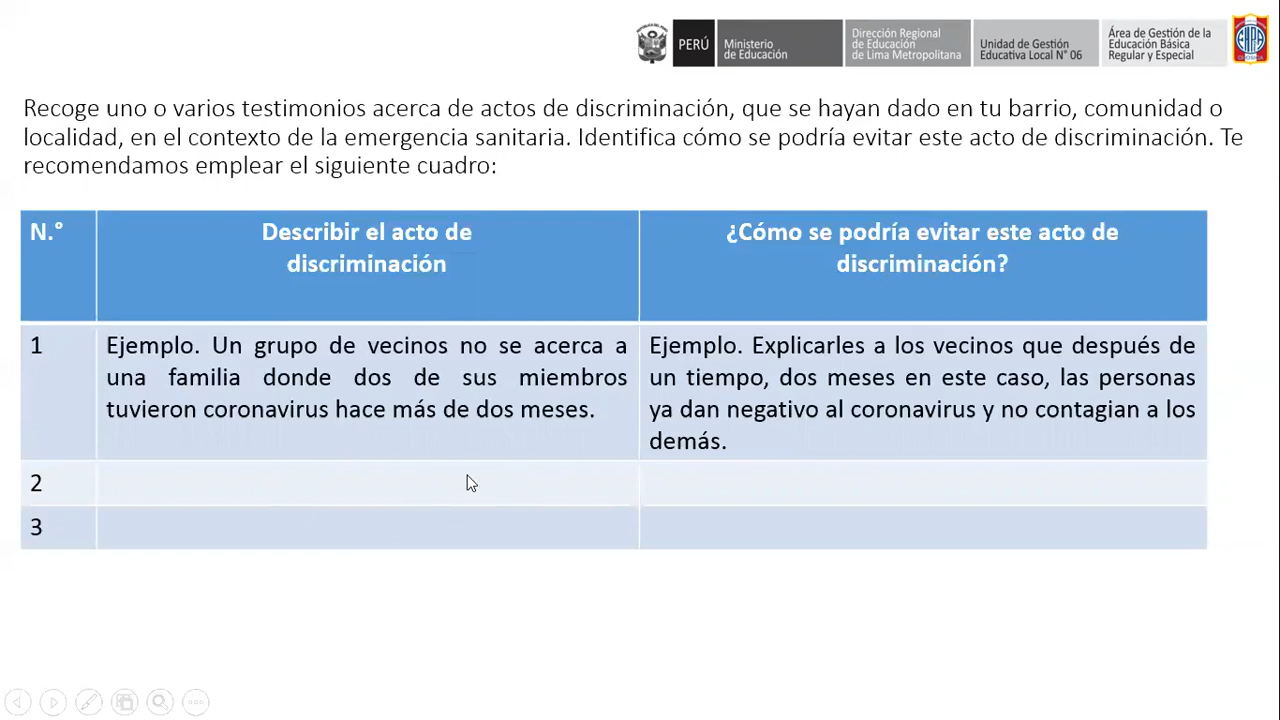 PERÚ
Ministerio
de Educación
Dirección Regional
de Educación
de Lima Metropolitana
Unidad de Gestión
Educativa Local N° 06
Área de Gestión de la
Educación Básica
Regular y Especial
Recoge uno o varios testimonios acerca de actos de discriminación, que se hayan dado en tu barrio, comunidad o
localidad, en el contexto de la emergencia sanitaria. Identifica cómo se podría evitar este acto de discriminación. Te
recomendamos emplear el siguiente cuadro:
N.°
Describir el acto de
discriminación
¿Cómo se podría evitar este acto de
discriminación?
1
Ejemplo. Un grupo de vecinos no se acerca a
una familia donde dos de sus miembros
tuvieron coronavirus hace más de dos meses.
Ejemplo. Explicarles a los vecinos que después de
un tiempo, dos meses en este caso, las personas
ya dan negativo al coronavirus y no contagian a los
demás.
2
3